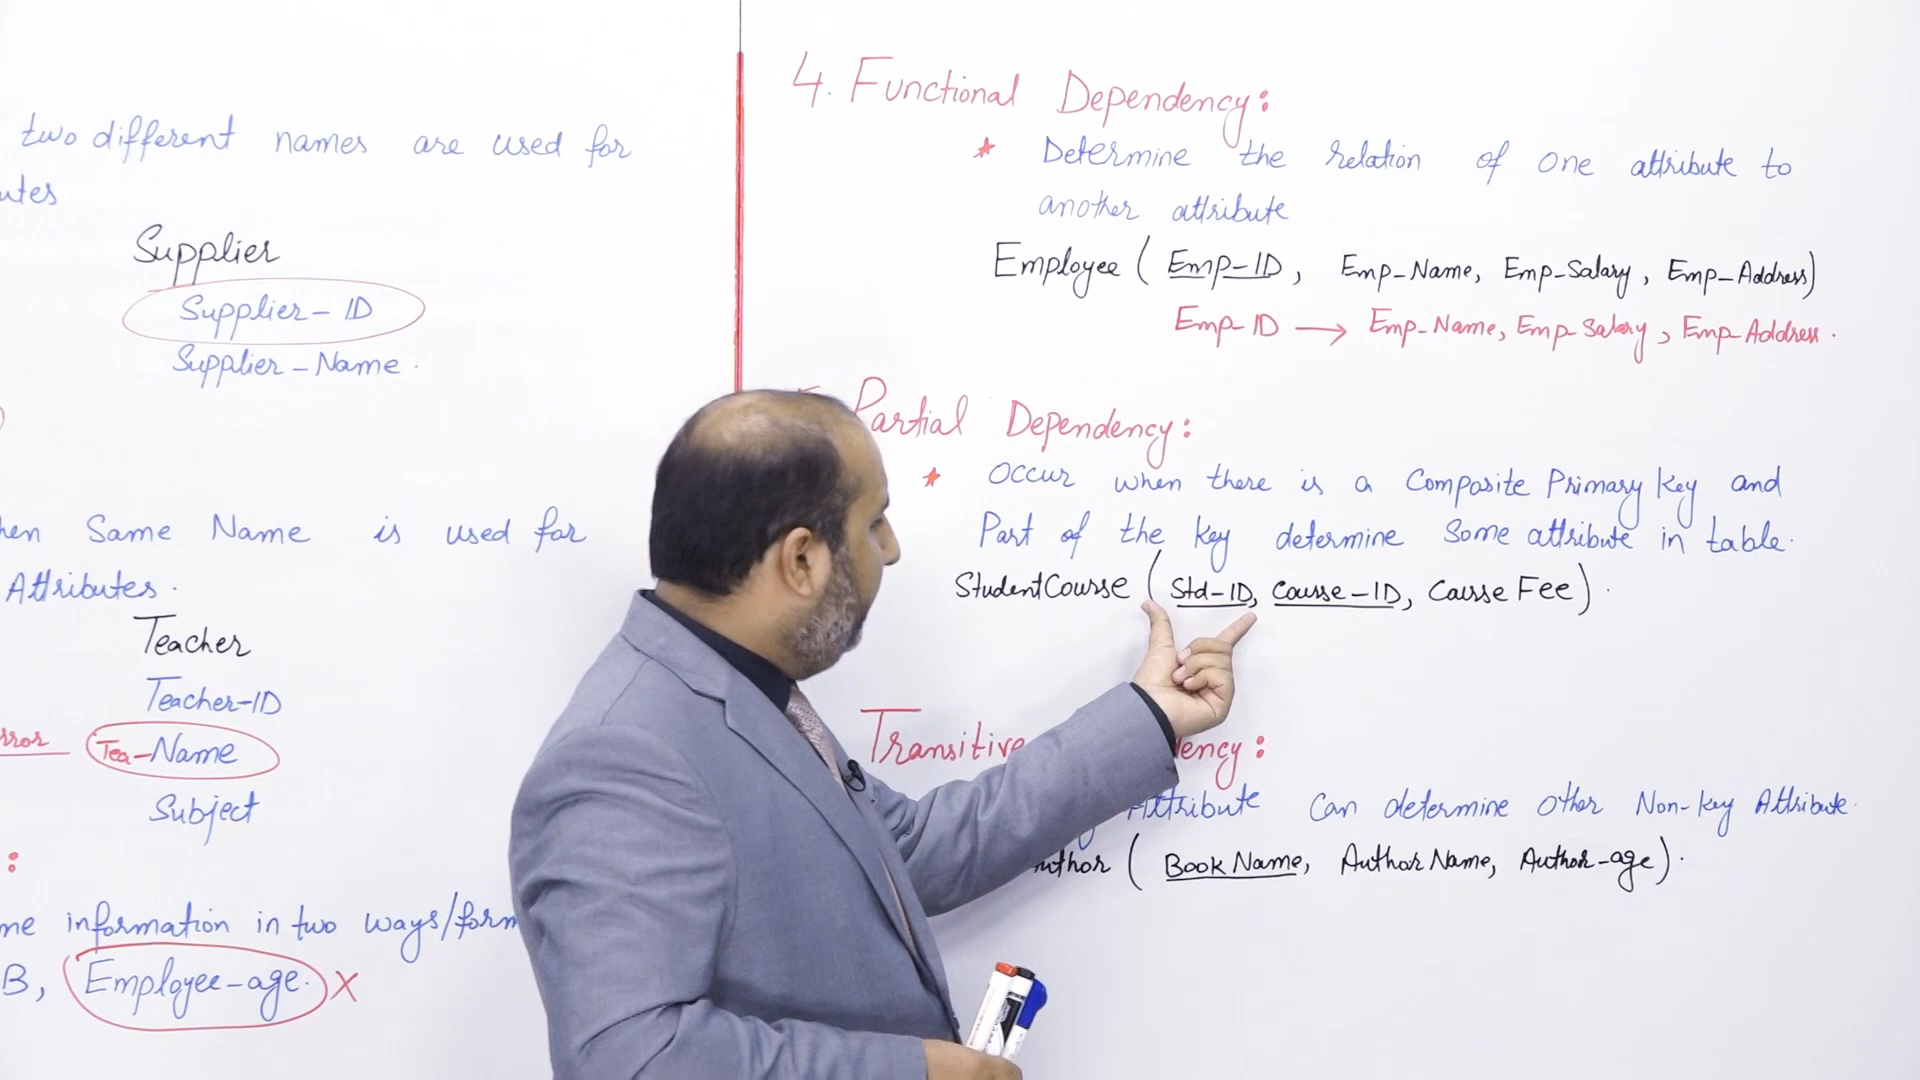 two different names are used for
utes
Supplier
Supplier-ID
Supplier-Name.
hen Same Name is used for
Attributes.
Teacher
Teacher-ID
rror Tea-Name
Subject
:
me information in two ways/form
B, Employee-age. X
4. Functional Dependency:
* Determine the relation of one attribute to
another attribute
Employee (Emp-ID, Emp-Name, Emp-Salary, Emp-Address)
Emp-ID → Emp-Name, Emp Salary, Emp-Address.
Partial Dependency:
* Occur when there is a Composite Primary Key and
Part of the key determine Some attribute in table.
StudentCourse (Std-ID, Course-ID, Course Fee).
Transitive dency:
Attribute Can determine other Non-key Attribute.
uthor (Book Name, Author Name, Author-age).